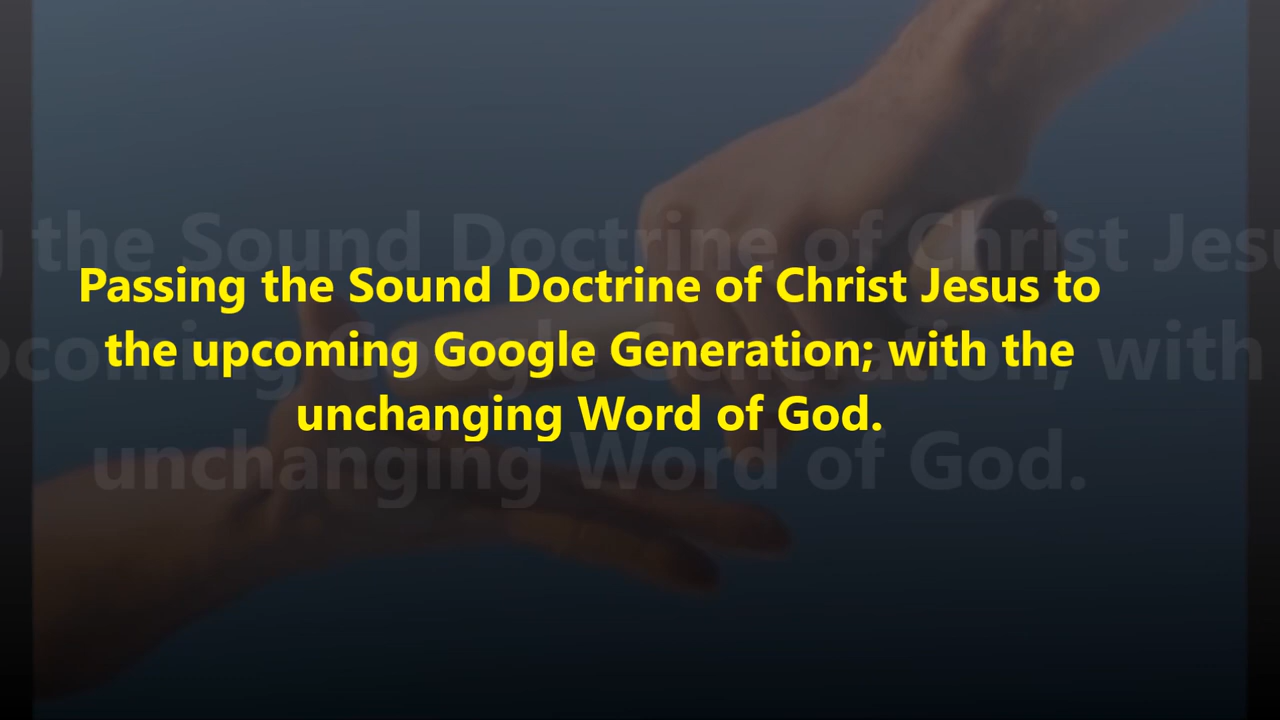 Passing the Sound Doctrine of Christ Jesus to
the upcoming Google Generation; with the
unchanging Word of God.